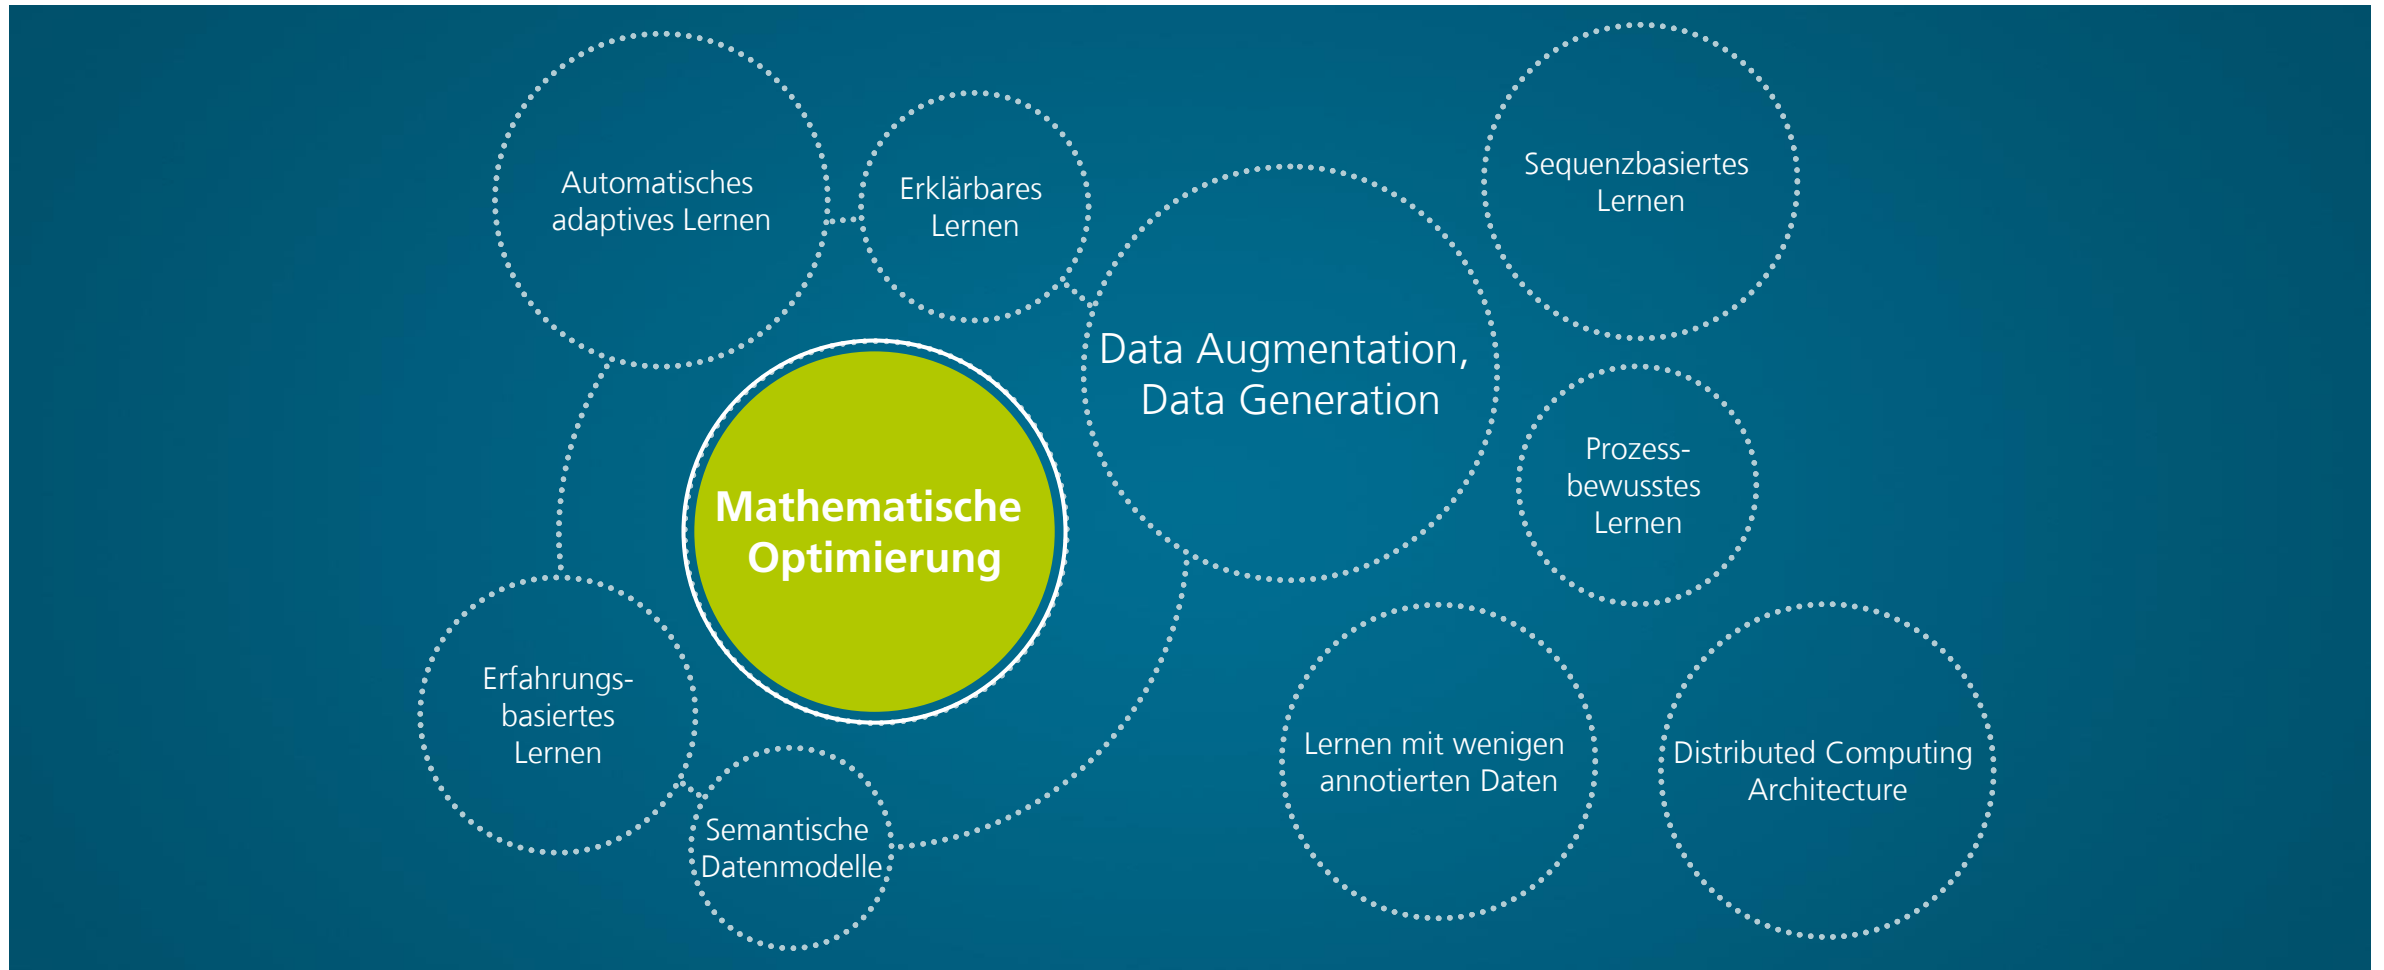 Automatisches
adaptives Lernen
Erklärbares
Lernen
Data Augmentation,
Data Generation
Sequenzbasiertes
Lernen
Prozess-
bewusstes
Lernen
Mathematische
Optimierung
Erfahrungs-
basiertes
Lernen
Semantische
Datenmodelle
Lernen mit wenigen
annotierten Daten
Distributed Computing
Architecture